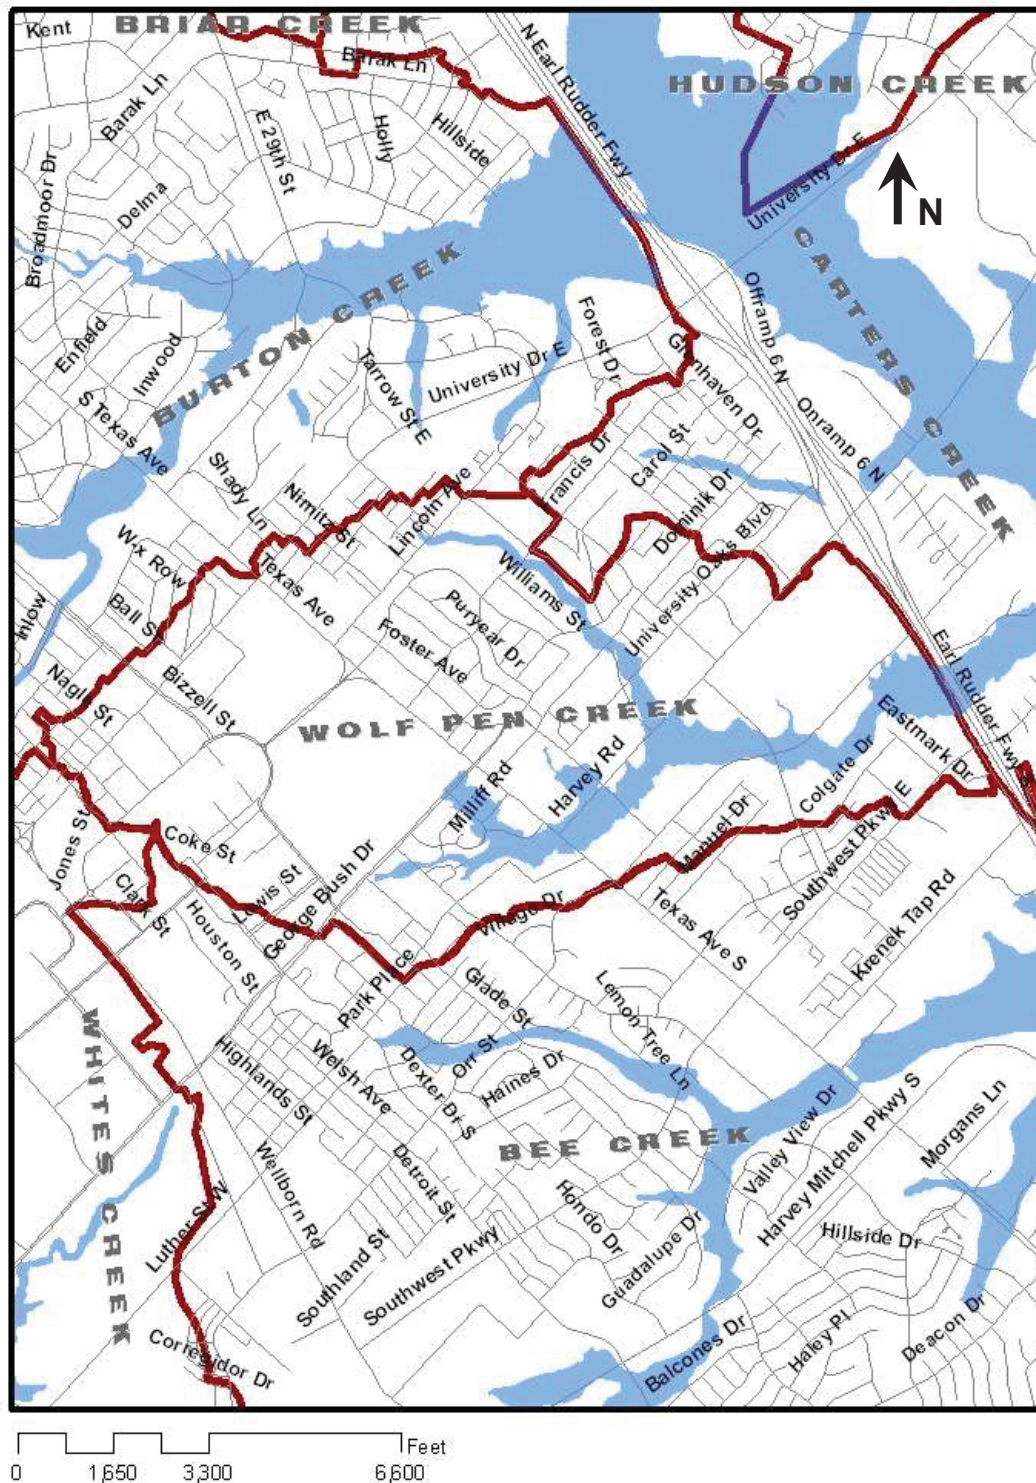 Kent
BRIAR CREEK
Barak Ln
N Earl Rudder Fwy
HUDSON CREEK
Barak Ln
E 29th St
Holly
Hillside
Broadmoor Dr
Delma
University Dr E
N
CARTERS CREEK
BURTON CREEK
Offramp 6 N
Enfield
Inwood
Tarrow St E
University Dr E
Forest Dr
Glenhaven Dr
S Texas Ave
Onramp 6 N
Shady Ln
Nimitz St
Lincoln Ave
Francis Dr
Carol St
Dominik Dr
University Oaks Blvd
Texas Ave
Williams St
Inlow
Ball St
Puryear Dr
Foster Ave
Nagle St
Bizzell St
WOLF PEN CREEK
Earl Rudder Fwy S
Eastmark Dr
Milliff Rd
Harvey Rd
Colgate Dr
Manuel Dr
Southwest Pkwy E
Jones St
Coke St
Clark St
Lewis St
George Bush Dr
Houston St
Village Dr
Texas Ave S
Krenek Tap Rd
Park Place
Glade St
Lemon Tree Ln
WHITES CREEK
Highlands St
Welsh Ave
Dexter Dr S
Orr St
Haines Dr
BEE CREEK
Valley View Dr
Harvey Mitchell Pkwy S
Morgans Ln
Wellborn Rd
Detroit St
Hondo Dr
Guadalupe Dr
Hillside Dr
Luther St W
Southland St
Southwest Pkwy
Corregidor Dr
Balcones Dr
Haley Pl
Deacon Dr
Feet
0 1,650 3,300 6,600